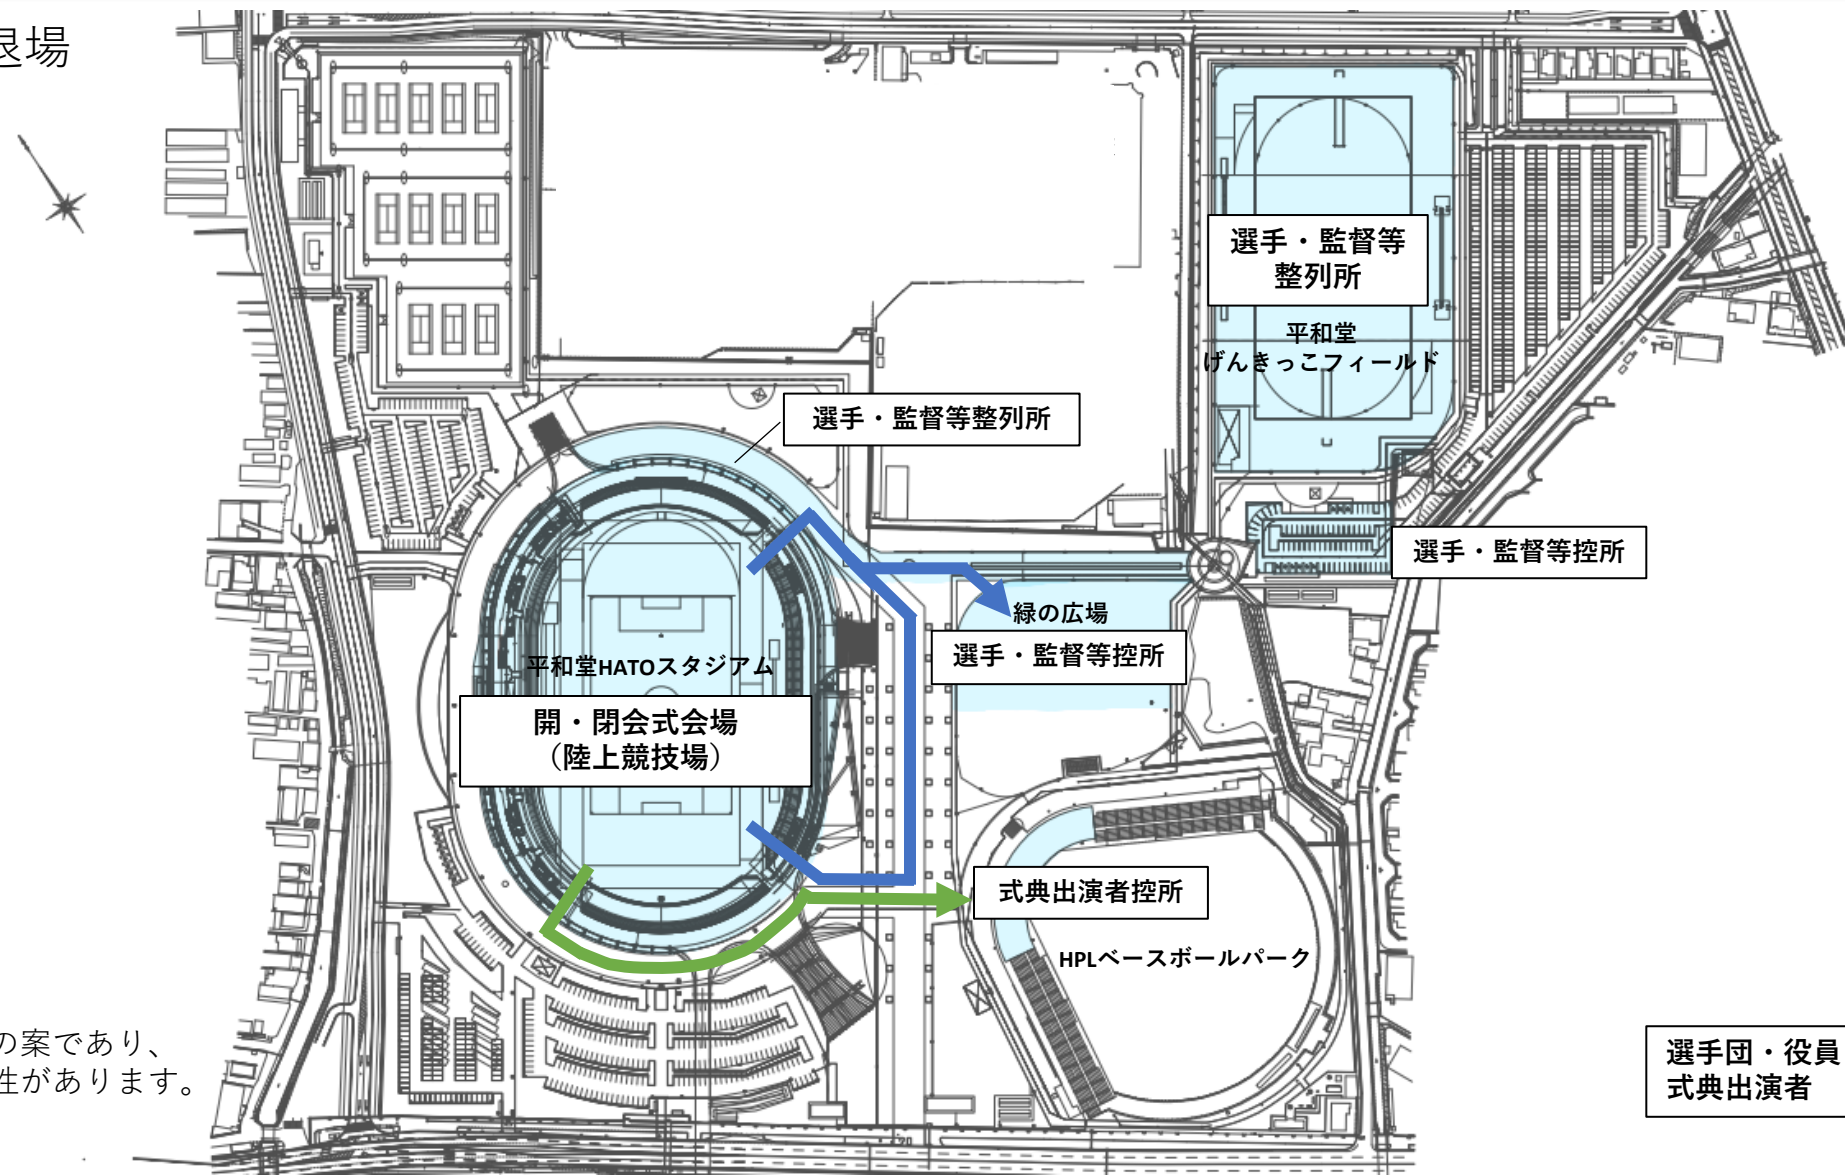 退場
選手・監督等
整列所
平和堂
げんきっこフィールド
選手・監督等整列所
選手・監督等控所
緑の広場
選手・監督等控所
平和堂HATOスタジアム
開・閉会式会場
（陸上競技場）
式典出演者控所
HPLベースボールパーク
の案であり、
性があります。
選手団・役員
式典出演者